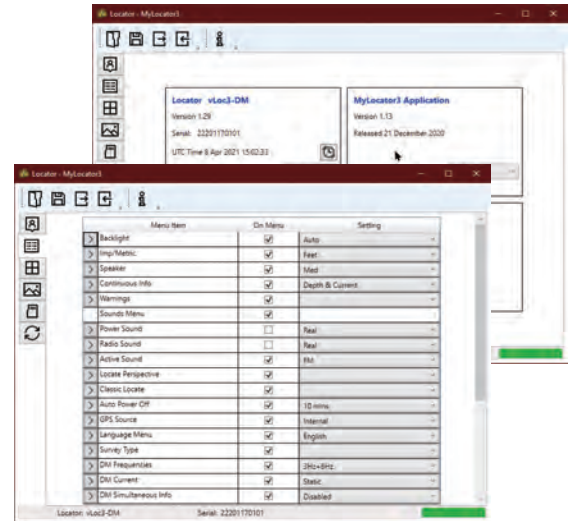 Locator - MyLocator3
Locator vLoc3-DM
Version 1.29
Serial: 22201170101
UTC Time 8 Apr 2021 15:02:33
MyLocator3 Application
Version 1.13
Released 21 December 2020
Locator - MyLocator3
Menu Item On Menu Setting
Backlight Auto
Imp/Metric Feet
Speaker Med
Continuous Info Depth & Current
Warnings
Sounds Menu
Power Sound Real
Radio Sound Real
Active Sound FM
Locate Perspective
Classic Locate
Auto Power Off 10 mins
GPS Source Internal
Language Menu English
Survey Type
DM Frequencies 3Hz+6Hz
DM Current Static
DM Simultaneous Info Disabled
Locator: vLoc3-DM Serial: 22201170101